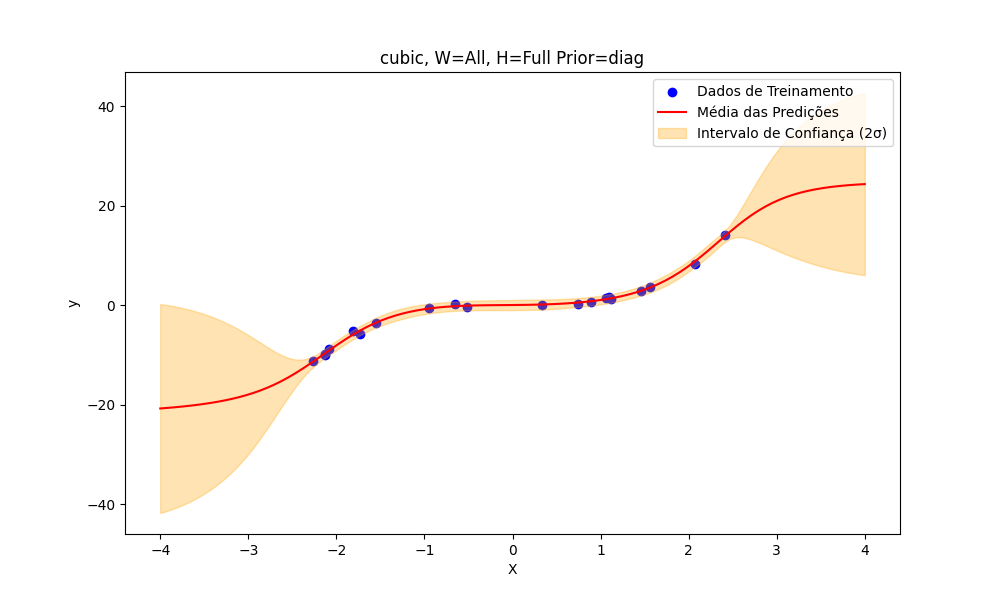 cubic, W=All, H=Full Prior=diag
Dados de Treinamento
Média das Predições
Intervalo de Confiança (2σ)
40
20
0
−20
−40
y
−4 −3 −2 −1 0 1 2 3 4
X